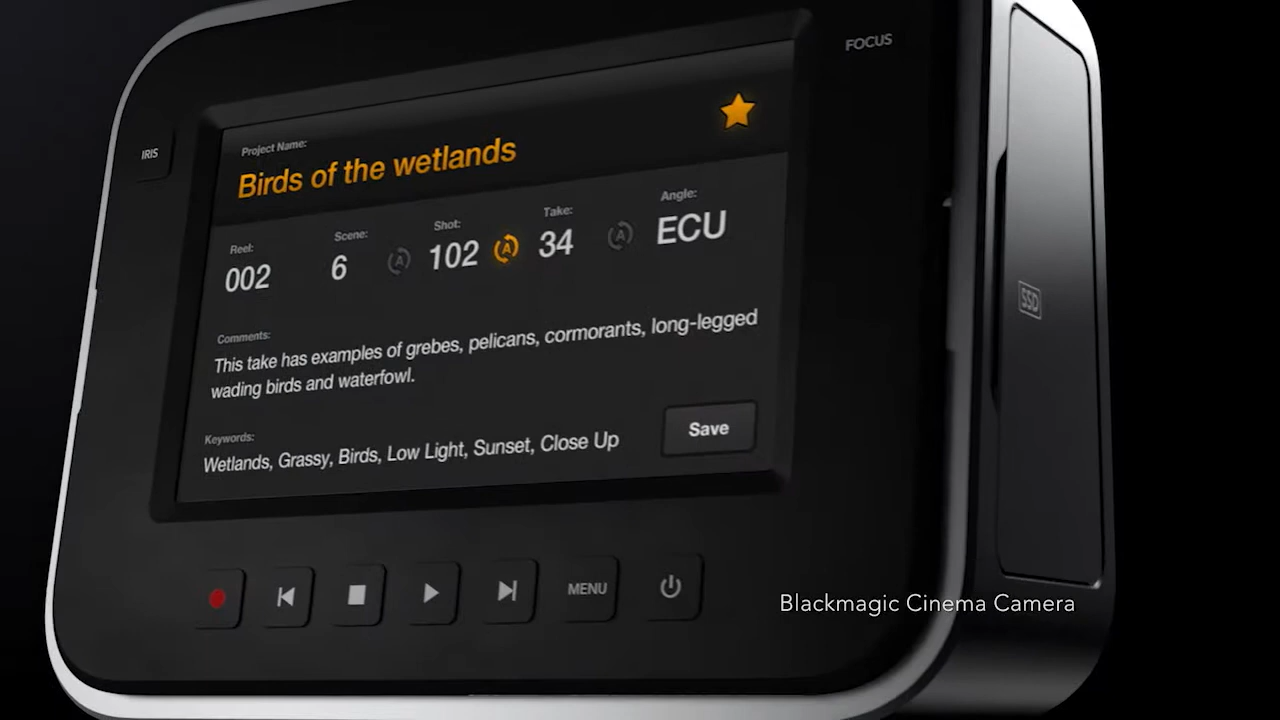 FOCUS
IRIS
Project Name:
Birds of the wetlands
Reel:
Scene:
Shot:
Take:
Angle:
002
6
A
102
A
34
A
ECU
Comments:
This take has examples of grebes, pelicans, cormorants, long-legged
wading birds and waterfowl.
Keywords:
Wetlands, Grassy, Birds, Low Light, Sunset, Close Up
Save
SSD
MENU
Blackmagic Cinema Camera